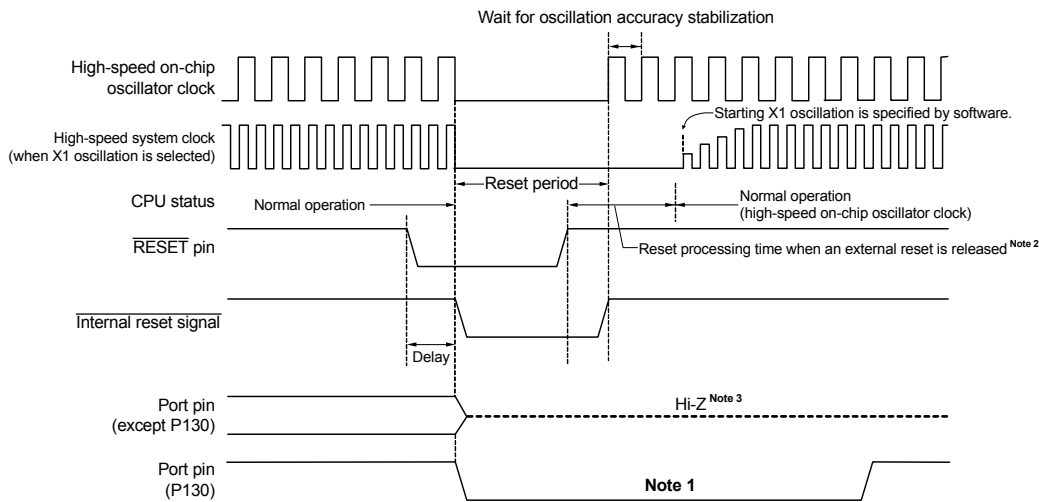 Wait for oscillation accuracy stabilization
High-speed on-chip
oscillator clock
Starting X1 oscillation is specified by software.
High-speed system clock
(when X1 oscillation is selected)
Reset period
CPU status
Normal operation
Normal operation
(high-speed on-chip oscillator clock)
RESET pin
Reset processing time when an external reset is released Note 2
Internal reset signal
Delay
Port pin
(except P130)
Hi-Z Note 3
Port pin
(P130)
Note 1